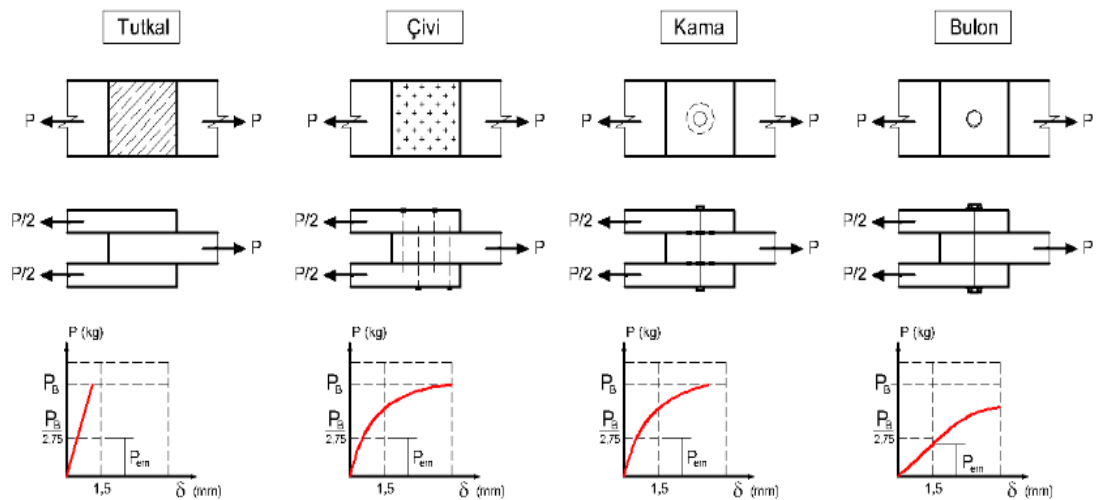 Tutkal
Çivi
Kama
Bulon
P P
P P
P P
P P
P/2
P
P/2
P/2
P
P/2
P/2
P
P/2
P/2
P
P/2
P (kg)
P_B
P_B
2.75
P_em
1,5 δ (mm)
P (kg)
P_B
P_B
2.75
P_em
1,5 δ (mm)
P (kg)
P_B
P_B
2.75
P_em
1,5 δ (mm)
P (kg)
P_B
P_B
2.75
P_em
1,5 δ (mm)